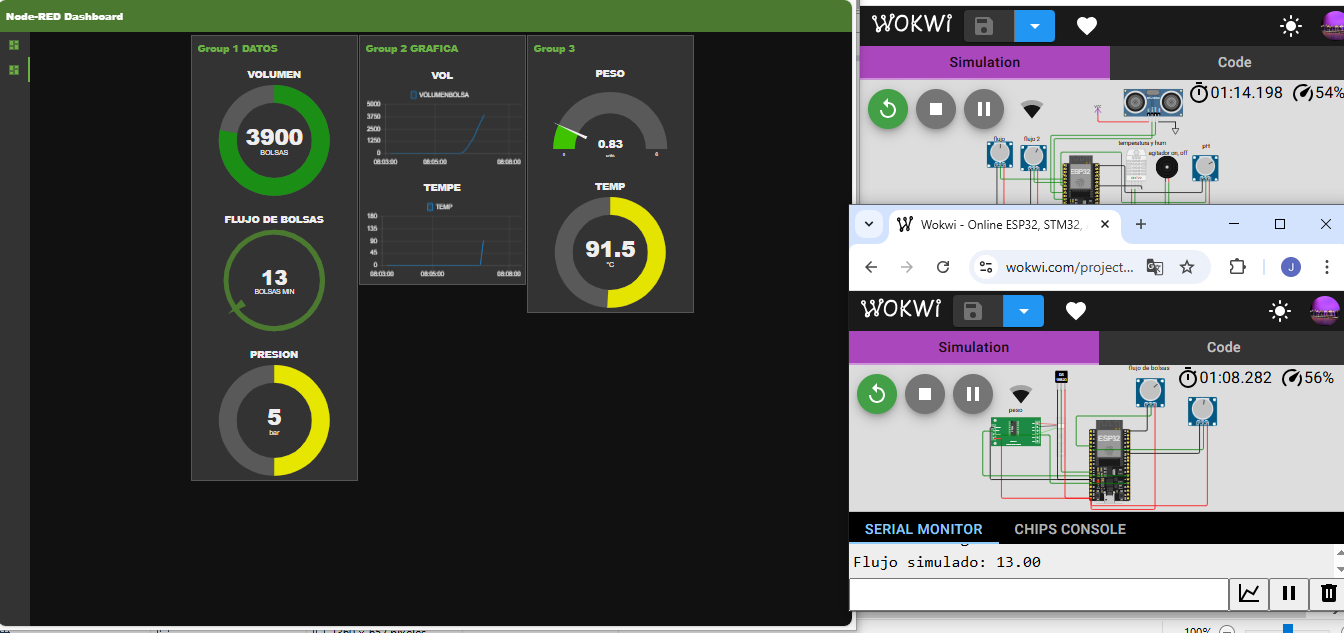 Node-RED Dashboard
Group 1 DATOS
VOLUMEN
3900
BOLSAS
FLUJO DE BOLSAS
13
BOLSAS MIN
PRESION
5
bar
Group 2 GRAFICA
VOL
VOLUMENBOLSA
5000
3750
2500
1250
0
08:03:00 08:05:00 08:08:00
TEMPE
TEMP
180
135
90
45
0
08:03:00 08:05:00 08:08:00
Group 3
PESO
0.83
0 6
TEMP
91.5
°C
WOKWI
Simulation Code
01:14.198 54%
flujo flujo 2
temperatura y hum
agitador on, off
pH
ESP32
Wokwi - Online ESP32, STM32,
wokwi.com/project...
J
WOKWI
Simulation Code
01:08.282 56%
flujo de bolsas
peso
ESP32
SERIAL MONITOR CHIPS CONSOLE
Flujo simulado: 13.00
100%